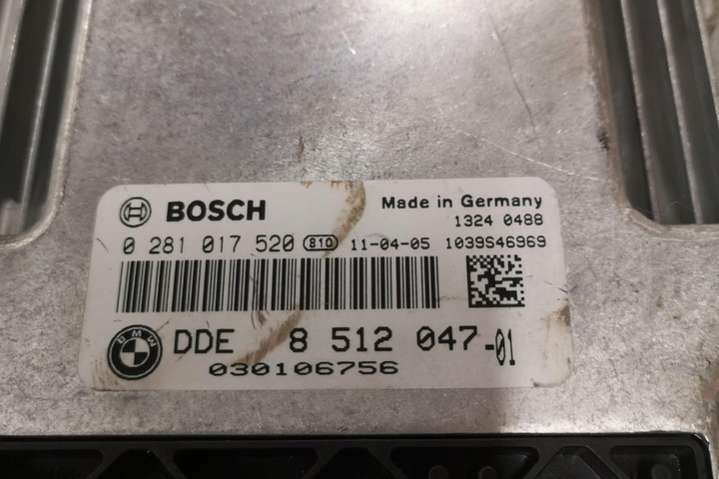 BOSCH Made in Germany
1324 0488
0 281 017 520 810 11-04-05 1039S46969
BMW DDE 8 512 047-01
030106756